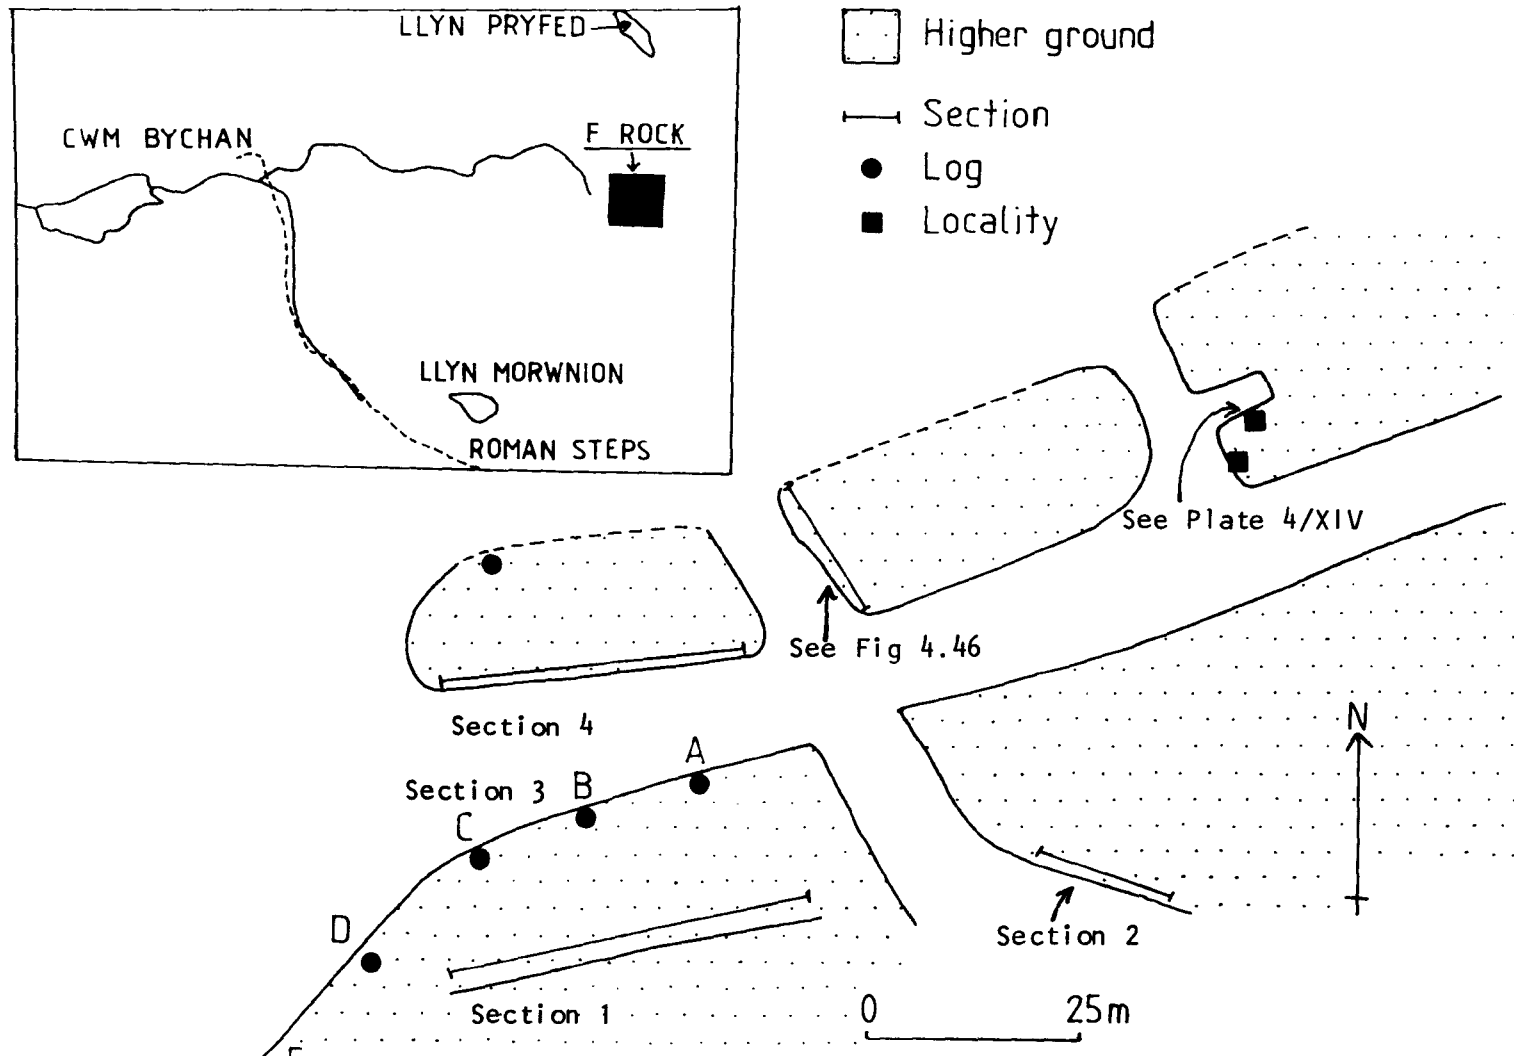 LLYN PRYFED
CWM BYCHAN
F ROCK
LLYN MORWNION
ROMAN STEPS
Higher ground
Section
Log
Locality
See Plate 4/XIV
See Fig 4.46
Section 4
N
A
Section 3
B
C
D
Section 2
Section 1
0 25m